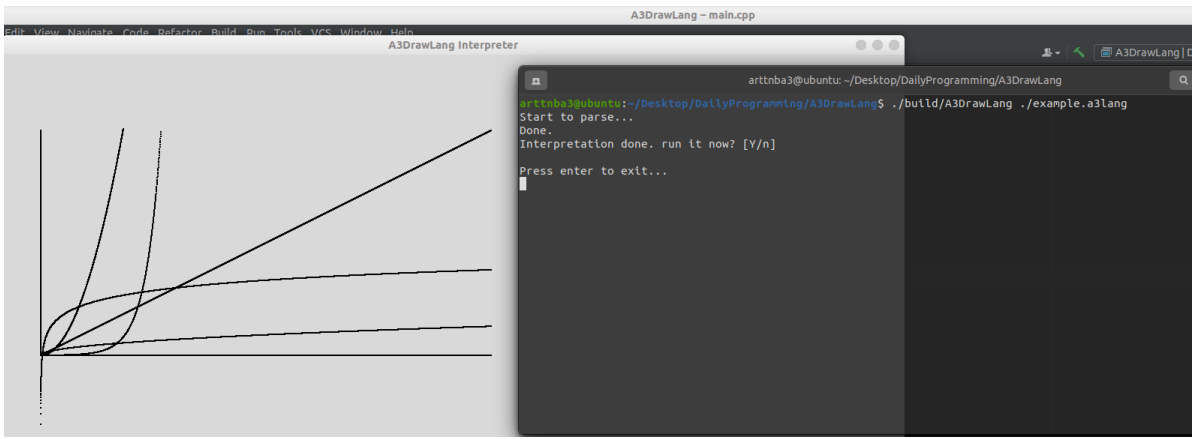 A3DrawLang – main.cpp
Edit View Navigate Code Refactor Build Run Tools VCS Window Help
A3DrawLang Interpreter
A3DrawLang | D
arttnba3@ubuntu: ~/Desktop/DailyProgramming/A3DrawLang
arttnba3@ubuntu:~/Desktop/DailyProgramming/A3DrawLang$ ./build/A3DrawLang ./example.a3lang
Start to parse...
Done.
Interpretation done. run it now? [Y/n]
Press enter to exit...